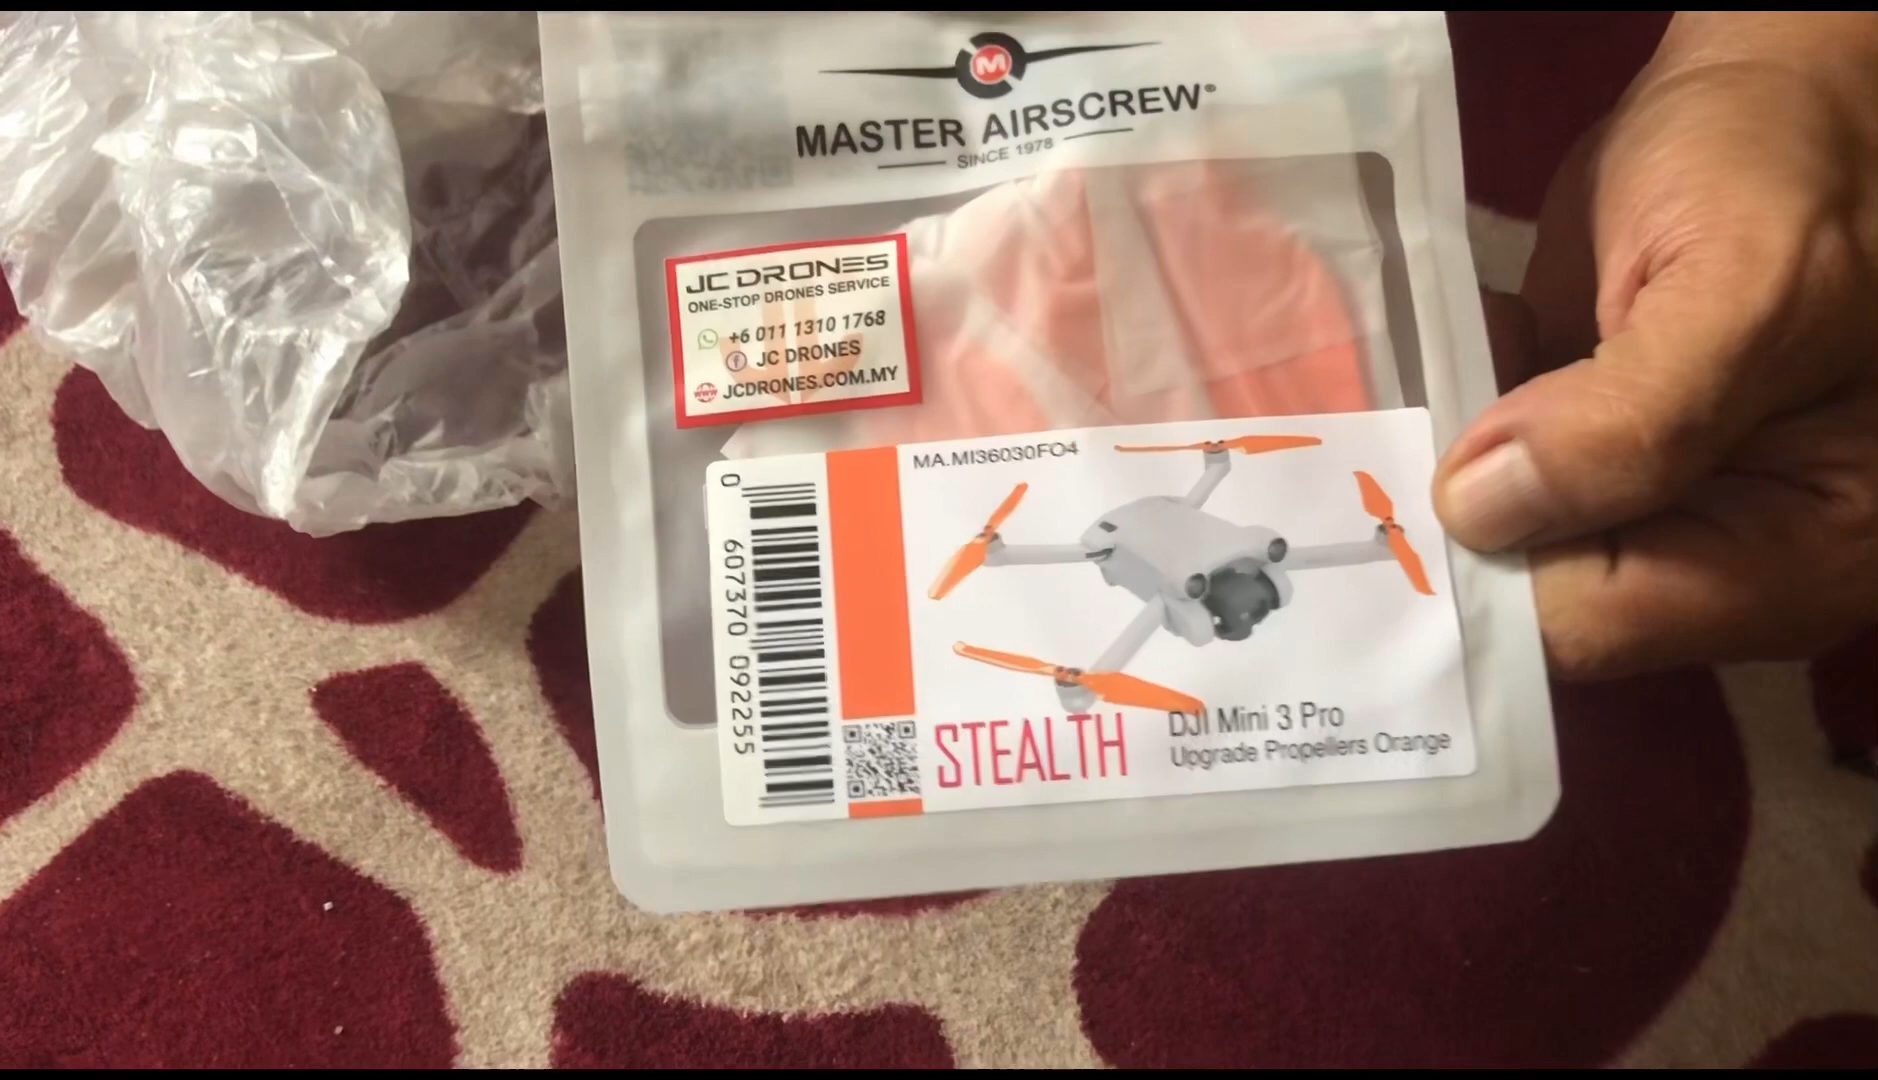 M
MASTER AIRSCREW®
SINCE 1978
JC DRONES
ONE-STOP DRONES SERVICE
+6 011 1310 1768
f JC DRONES
WWW JCDRONES.COM.MY
MA.MI36030FO4
0 607370 092255
STEALTH
DJI Mini 3 Pro
Upgrade Propellers Orange